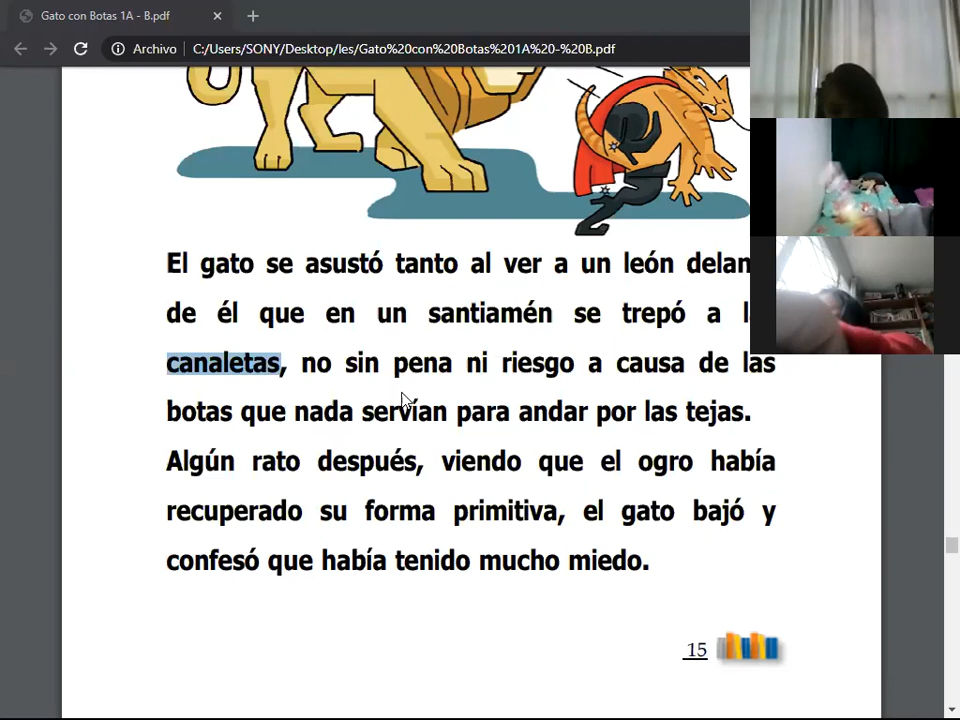 Gato con Botas 1A - B.pdf
Archivo C:/Users/SONY/Desktop/les/Gato%20con%20Botas%201A%20-%20B.pdf
El gato se asustó tanto al ver a un león
de él que en un santiamén se trepó a
canaletas, no sin pena ni riesgo a causa de las
botas que nada servían para andar por las tejas.
Algún rato después, viendo que el ogro había
recuperado su forma primitiva, el gato bajó y
confesó que había tenido mucho miedo.
15